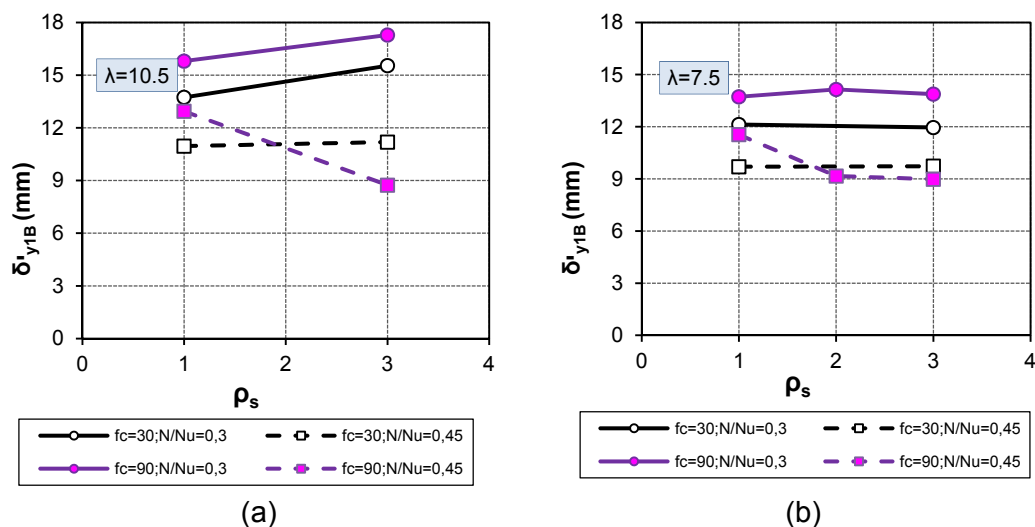 18
15
12
9
6
3
0
δ'y1B (mm)
λ=10.5
0 1 2 3 4
ρs
fc=30;N/Nu=0,3 fc=30;N/Nu=0,45
fc=90;N/Nu=0,3 fc=90;N/Nu=0,45
(a)
18
15
12
9
6
3
0
δ'y1B (mm)
λ=7.5
0 1 2 3 4
ρs
fc=30;N/Nu=0,3 fc=30;N/Nu=0,45
fc=90;N/Nu=0,3 fc=90;N/Nu=0,45
(b)